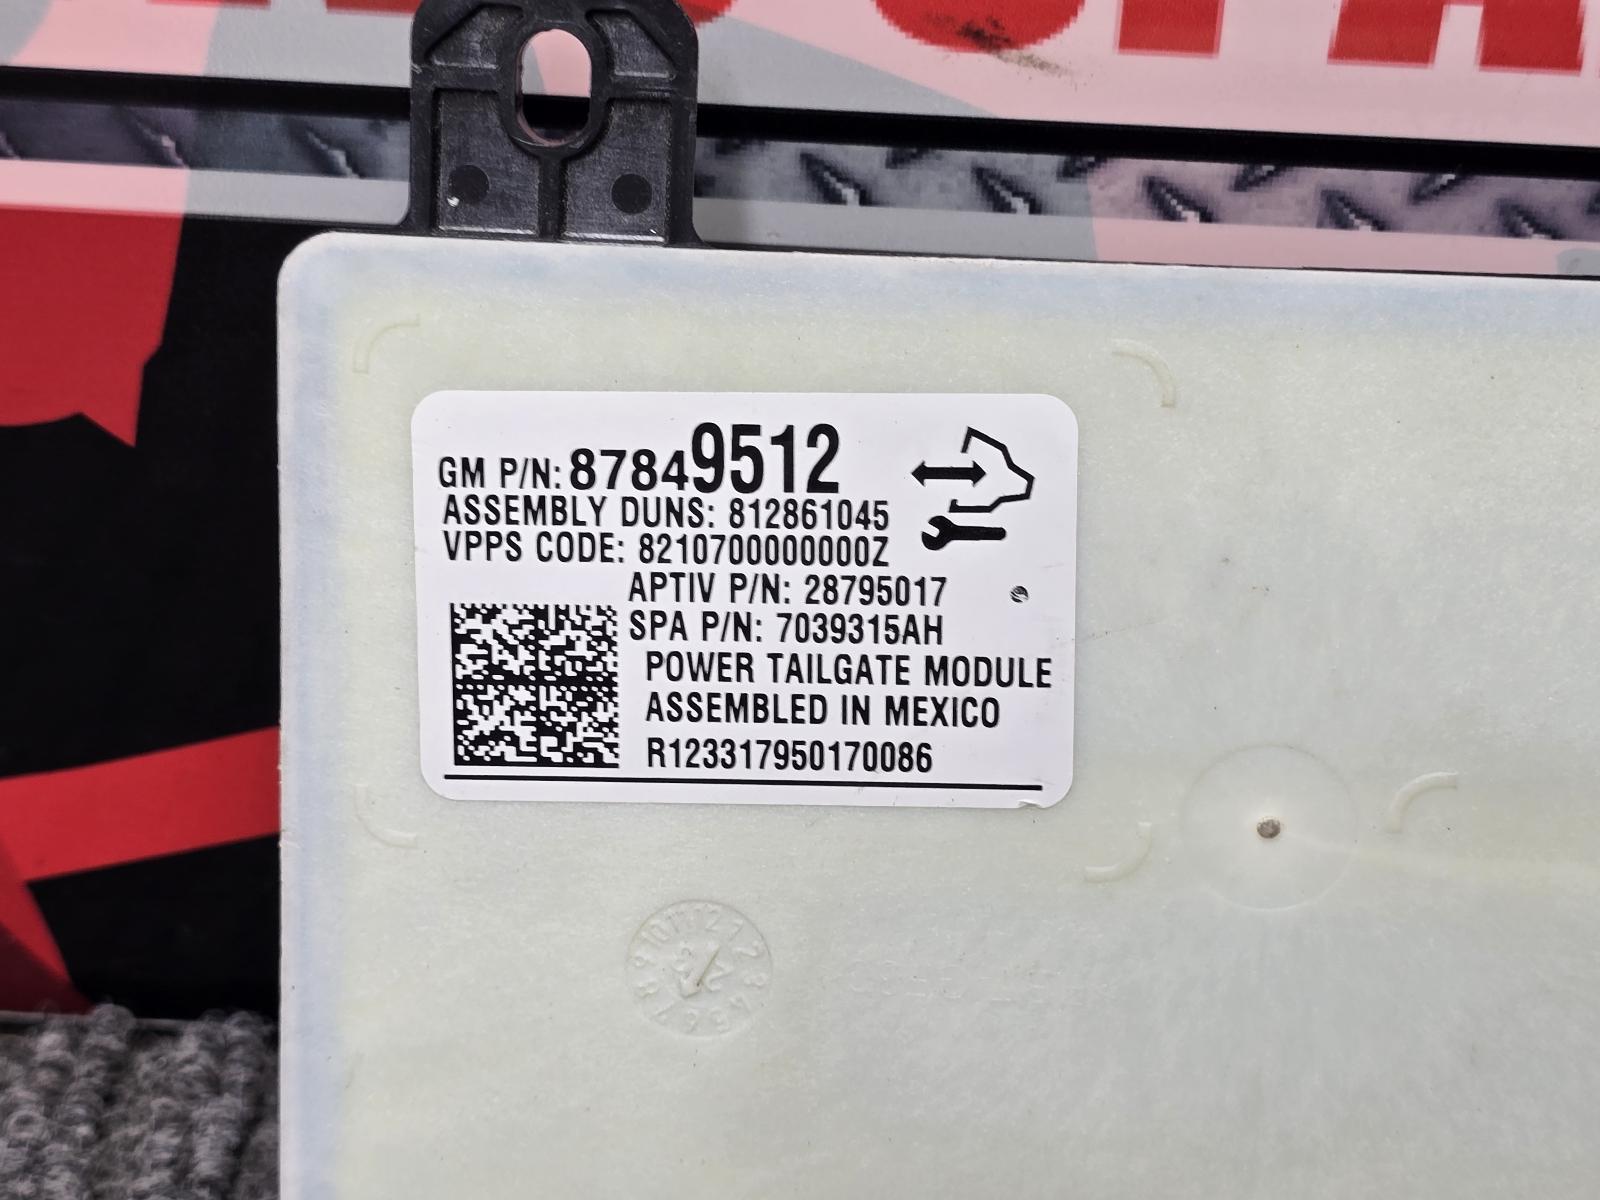 GM P/N: 87849512
ASSEMBLY DUNS: 812861045
VPPS CODE: 8210700000000Z
APTIV P/N: 28795017
SPA P/N: 7039315AH
POWER TAILGATE MODULE
ASSEMBLED IN MEXICO
R123317950170086